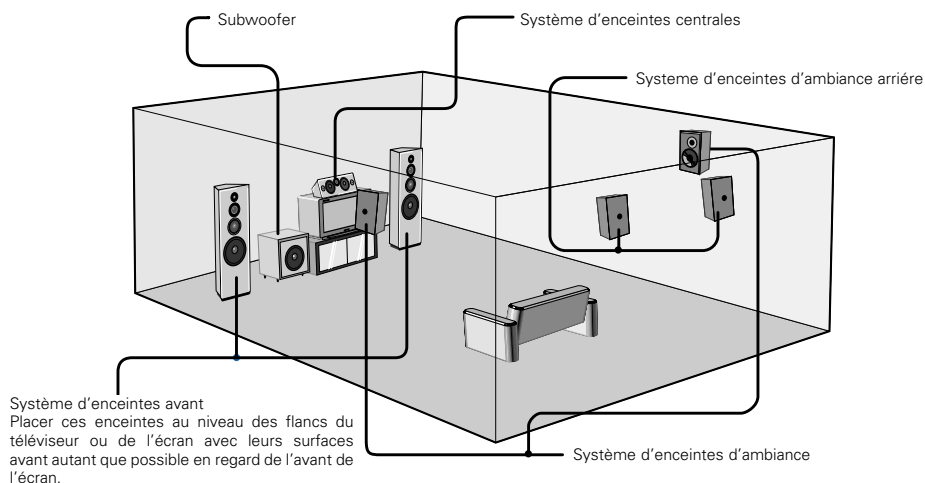 Subwoofer
Système d'enceintes centrales
Systeme d'enceintes d'ambiance arriére
Système d'enceintes avant
Placer ces enceintes au niveau des flancs du
téléviseur ou de l'écran avec leurs surfaces
avant autant que possible en regard de l'avant de
l'écran.
Système d'enceintes d'ambiance